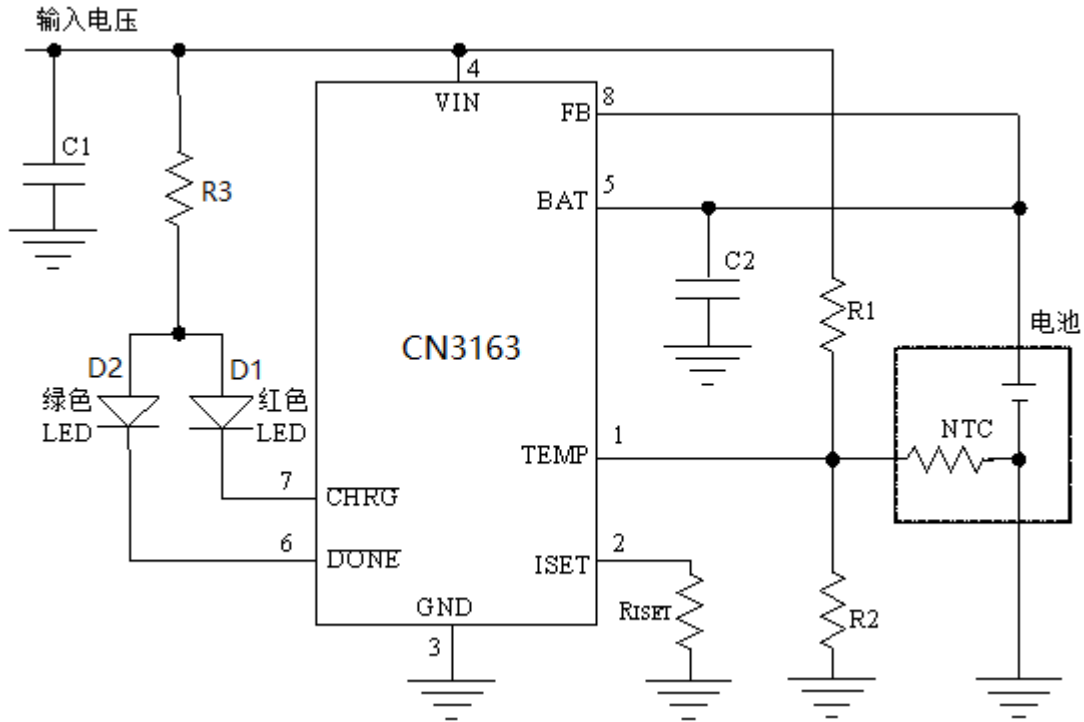 输入电压
4
VIN
8
FB
C1
R3
5
BAT
C2
R1
电池
CN3163
D2
D1
绿色
LED
红色
LED
NTC
1
TEMP
7
CHRG
6
DONE
2
ISET
RISET
R2
GND
3